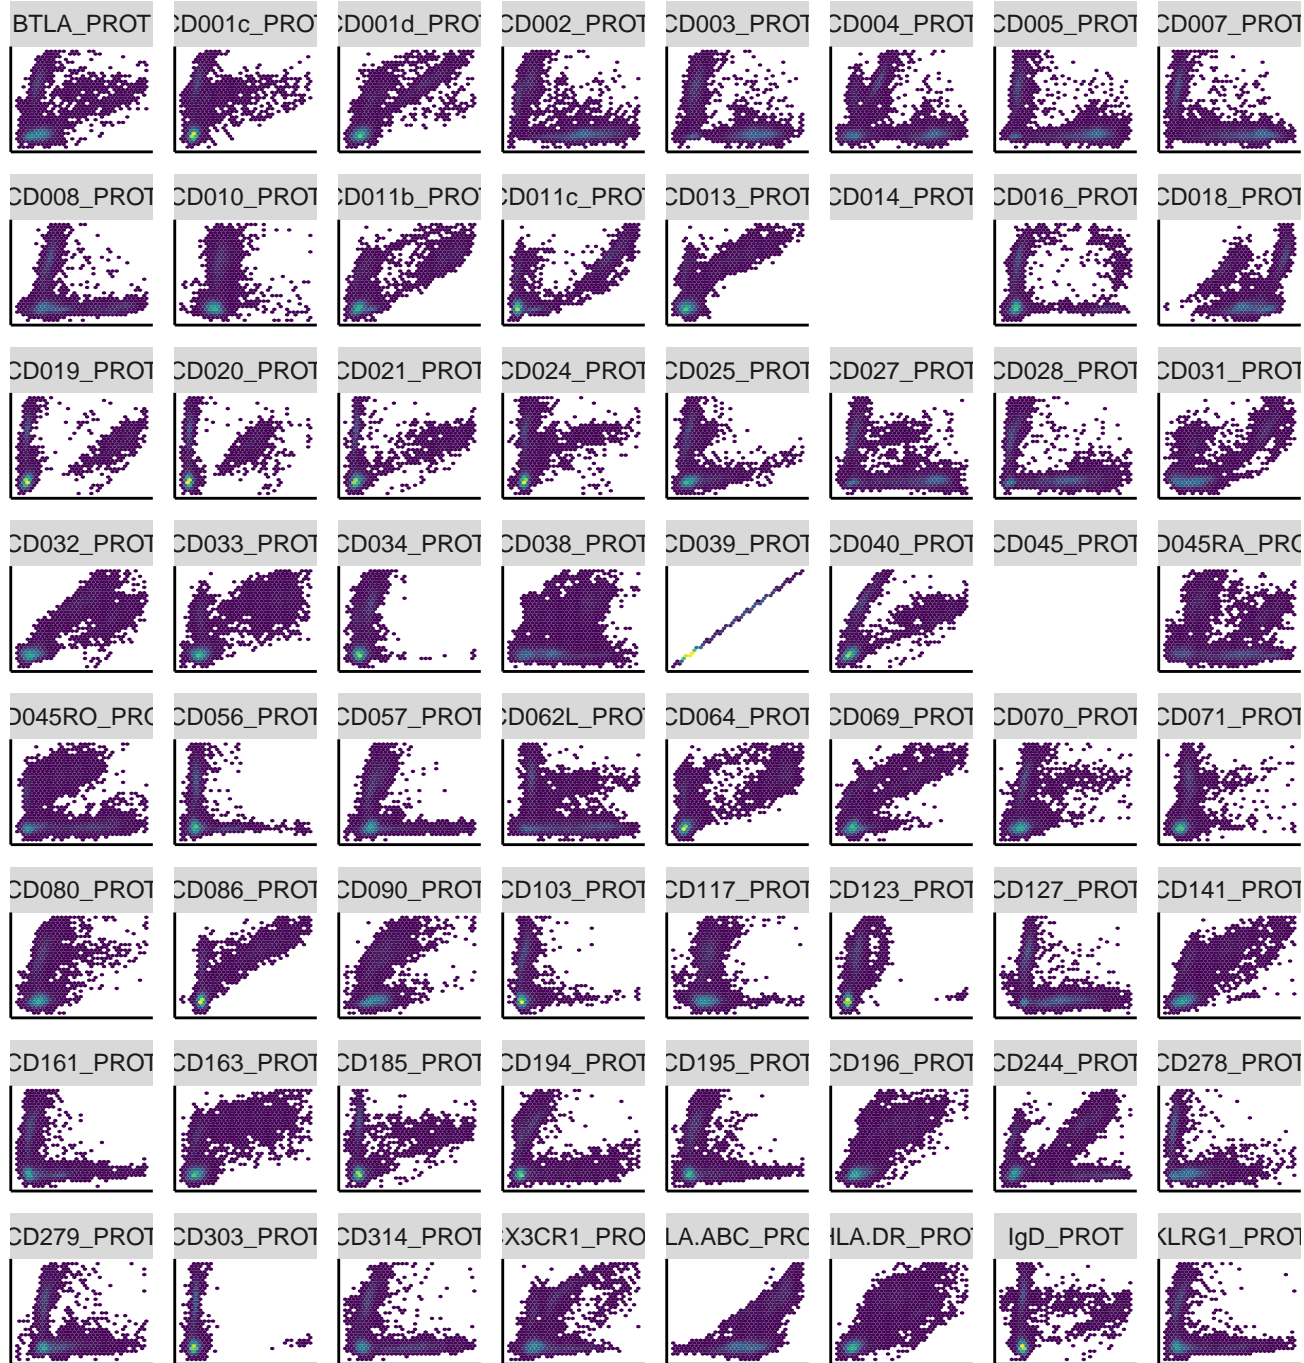 BTLA_PROT CD001c_PROT CD001d_PROT CD002_PROT CD003_PROT CD004_PROT CD005_PROT CD007_PROT
CD008_PROT CD010_PROT CD011b_PROT CD011c_PROT CD013_PROT CD014_PROT CD016_PROT CD018_PROT
CD019_PROT CD020_PROT CD021_PROT CD024_PROT CD025_PROT CD027_PROT CD028_PROT CD031_PROT
CD032_PROT CD033_PROT CD034_PROT CD038_PROT CD039_PROT CD040_PROT CD045_PROT D045RA_PRO
D045RO_PRO CD056_PROT CD057_PROT CD062L_PROT CD064_PROT CD069_PROT CD070_PROT CD071_PROT
CD080_PROT CD086_PROT CD090_PROT CD103_PROT CD117_PROT CD123_PROT CD127_PROT CD141_PROT
CD161_PROT CD163_PROT CD185_PROT CD194_PROT CD195_PROT CD196_PROT CD244_PROT CD278_PROT
CD279_PROT CD303_PROT CD314_PROT CX3CR1_PRO LA.ABC_PRO HLA.DR_PROT IgD_PROT KLRG1_PROT